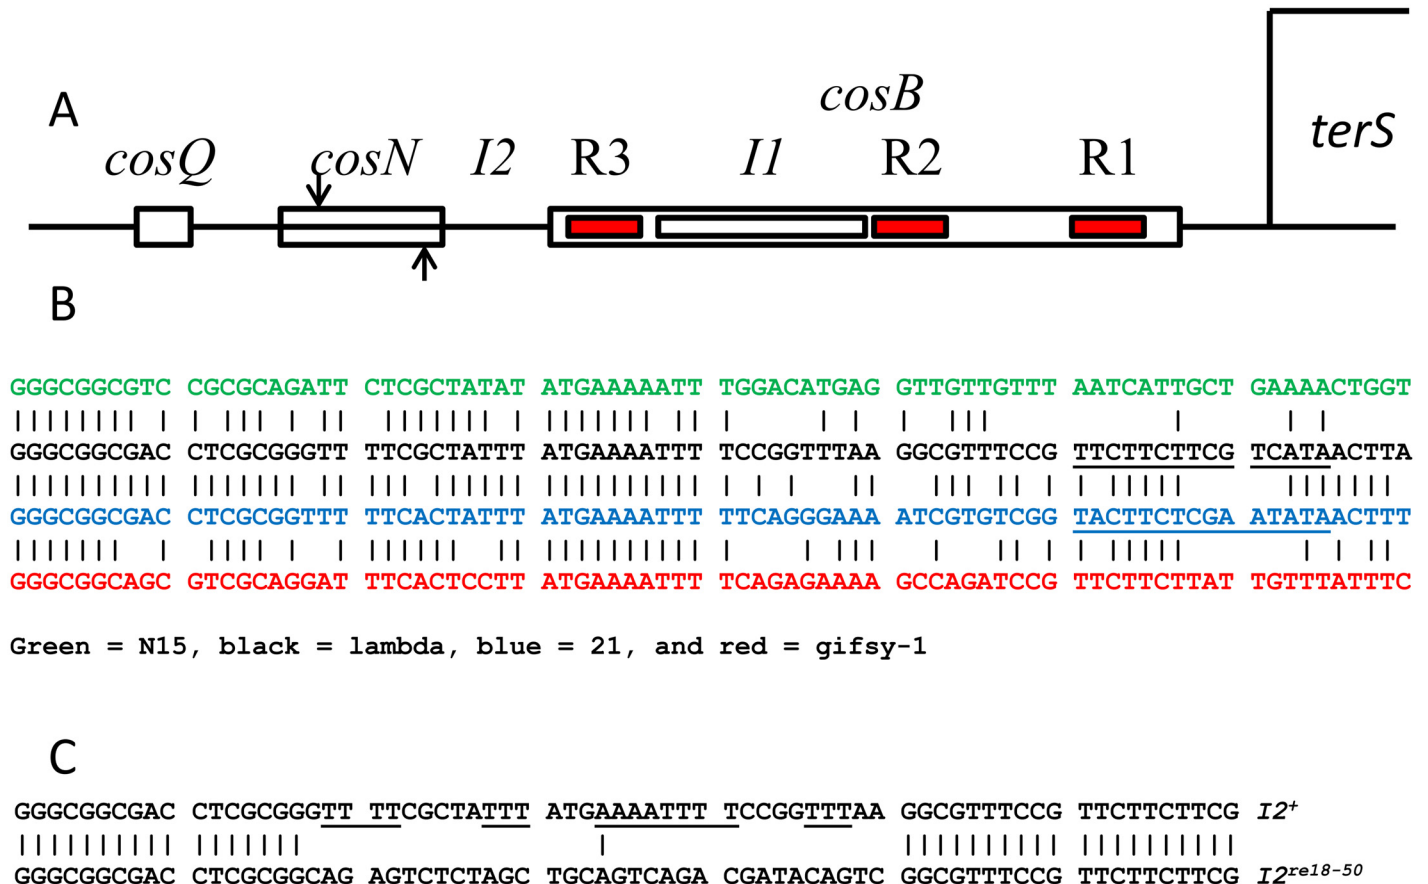 A
cosB
cosQ cosN I2 R3 I1 R2 R1 terS
B
GGGCGGCGTC CGCGCAGATT CTCGCTATAT ATGAAAAATT TGGACATGAG GTTGTTGTTT AATCATTGCT GAAAACTGGT
GGGCGGCGAC CTCGCGGGTT TTCGCTATTT ATGAAAATTT TCCGGTTTAA GGCGTTTCCG TTCTTCTTCG TCATAACTTA
GGGCGGCGAC CTCGCGGTTT TTCACTATTT ATGAAAATTT TTCAGGGAAA ATCGTGTCGG TACTTCTCGA ATATAACTTT
GGGCGGCAGC GTCGCAGGAT TTCACTCCTT ATGAAAATTT TCAGAGAAAA GCCAGATCCG TTCTTCTTAT TGTTTATTTC
Green = N15, black = lambda, blue = 21, and red = gifsy-1
C
GGGCGGCGAC CTCGCGGGTT TTCGCTATTT ATGAAAATTT TCCGGTTTAA GGCGTTTCCG TTCTTCTTCG I2+
GGGCGGCGAC CTCGCGGCAG AGTCTCTAGC TGCAGTCAGA CGATACAGTC GGCGTTTCCG TTCTTCTTCG I2re18-50